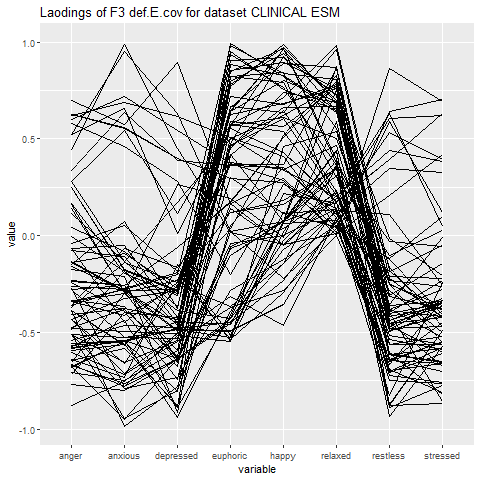 Laodings of F3 def.E.cov for dataset CLINICAL ESM
1.0
0.5
0.0
-0.5
-1.0
value
anger anxious depressed euphoric happy relaxed restless stressed
variable